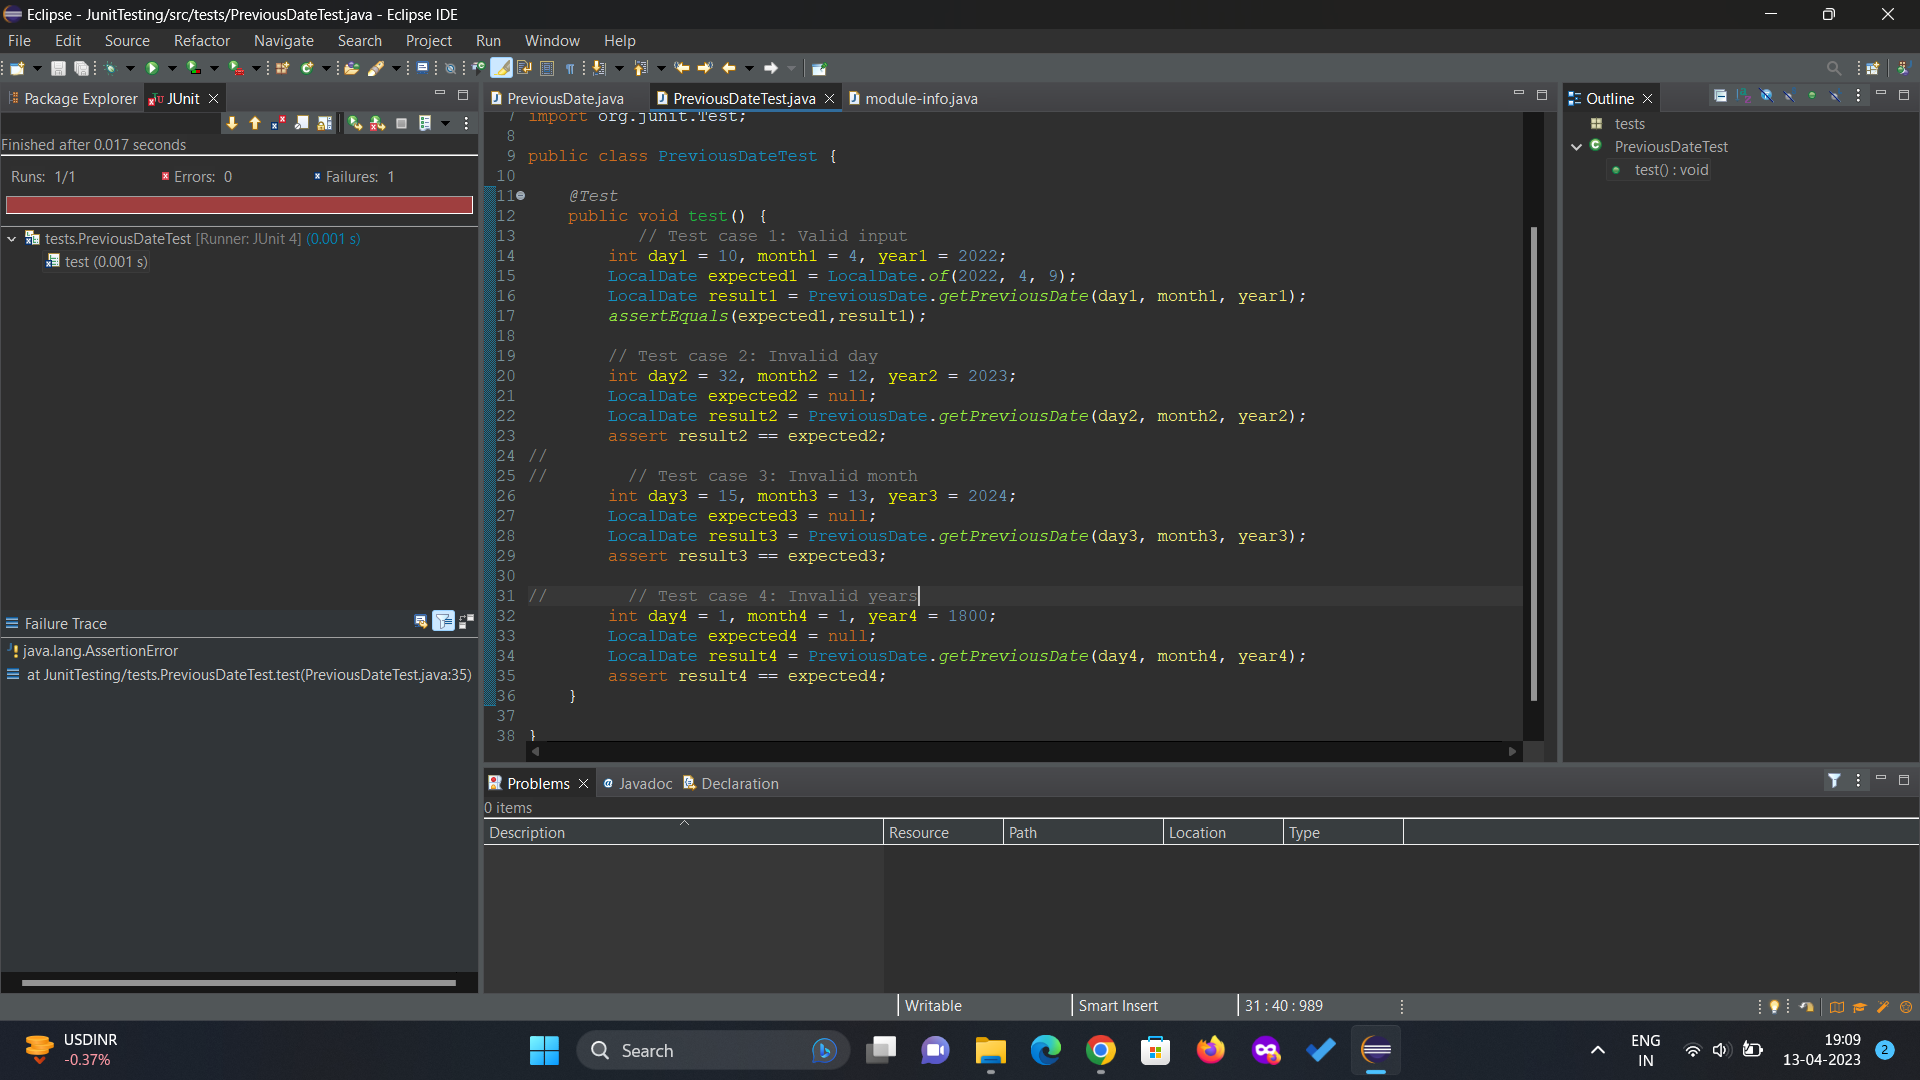 Eclipse - JunitTesting/src/tests/PreviousDateTest.java - Eclipse IDE
File Edit Source Refactor Navigate Search Project Run Window Help
Package Explorer JUnit
PreviousDate.java PreviousDateTest.java module-info.java
Outline
Finished after 0.017 seconds
Runs: 1/1 Errors: 0 Failures: 1
tests.PreviousDateTest [Runner: JUnit 4] (0.001 s)
test (0.001 s)
Failure Trace
java.lang.AssertionError
at JunitTesting/tests.PreviousDateTest.test(PreviousDateTest.java:35)
7 import org.junit.Test;
8
9 public class PreviousDateTest {
10
11 @Test
12 public void test() {
13 // Test case 1: Valid input
14 int day1 = 10, month1 = 4, year1 = 2022;
15 LocalDate expected1 = LocalDate.of(2022, 4, 9);
16 LocalDate result1 = PreviousDate.getPreviousDate(day1, month1, year1);
17 assertEquals(expected1,result1);
18
19 // Test case 2: Invalid day
20 int day2 = 32, month2 = 12, year2 = 2023;
21 LocalDate expected2 = null;
22 LocalDate result2 = PreviousDate.getPreviousDate(day2, month2, year2);
23 assert result2 == expected2;
24 //
25 // // Test case 3: Invalid month
26 int day3 = 15, month3 = 13, year3 = 2024;
27 LocalDate expected3 = null;
28 LocalDate result3 = PreviousDate.getPreviousDate(day3, month3, year3);
29 assert result3 == expected3;
30
31 // // Test case 4: Invalid years
32 int day4 = 1, month4 = 1, year4 = 1800;
33 LocalDate expected4 = null;
34 LocalDate result4 = PreviousDate.getPreviousDate(day4, month4, year4);
35 assert result4 == expected4;
36 }
37
38 }
tests
PreviousDateTest
test() : void
Problems Javadoc Declaration
0 items
Description Resource Path Location Type
Writable Smart Insert 31 : 40 : 989
USDINR
-0.37%
Search
ENG
IN
19:09
13-04-2023
2